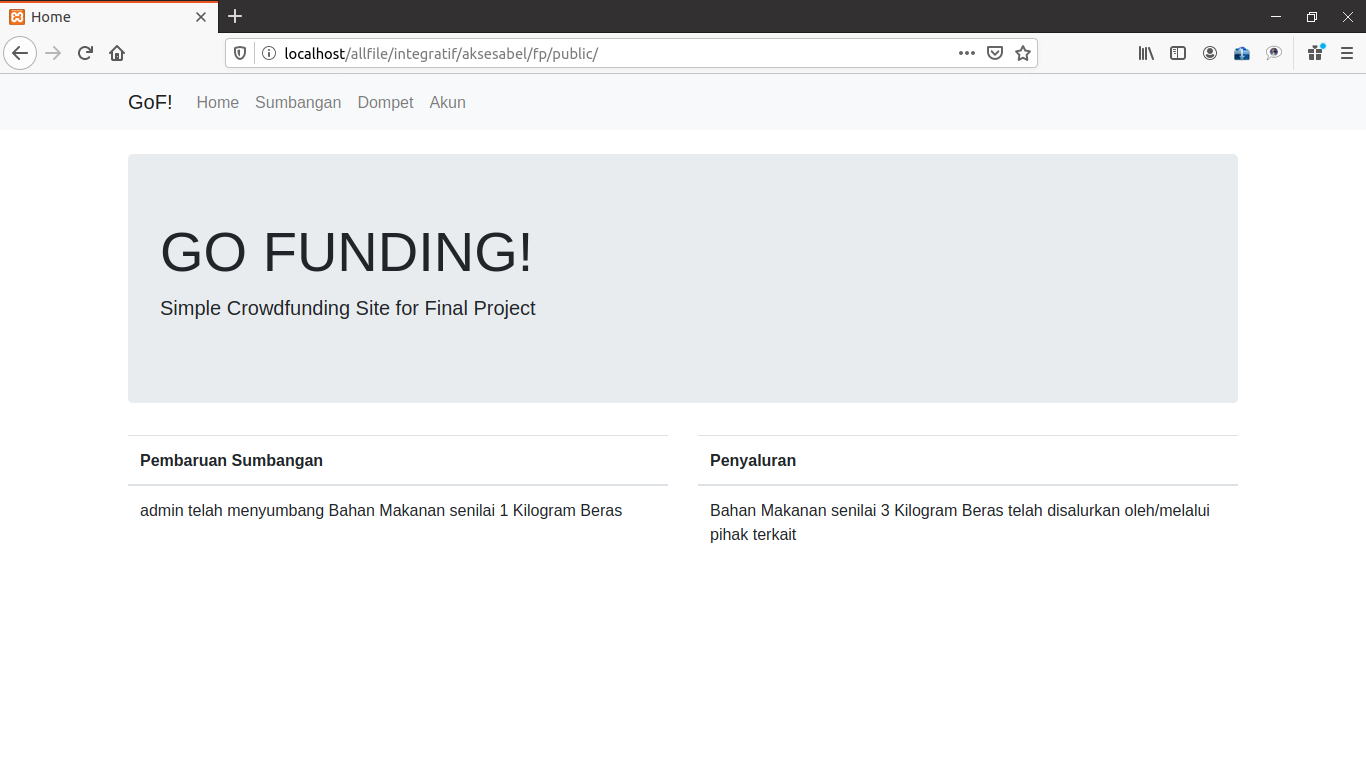 Home
localhost/allfile/integratif/aksesabel/fp/public/
GoF! Home Sumbangan Dompet Akun
GO FUNDING!
Simple Crowdfunding Site for Final Project
Pembaruan Sumbangan
admin telah menyumbang Bahan Makanan senilai 1 Kilogram Beras
Penyaluran
Bahan Makanan senilai 3 Kilogram Beras telah disalurkan oleh/melalui
pihak terkait